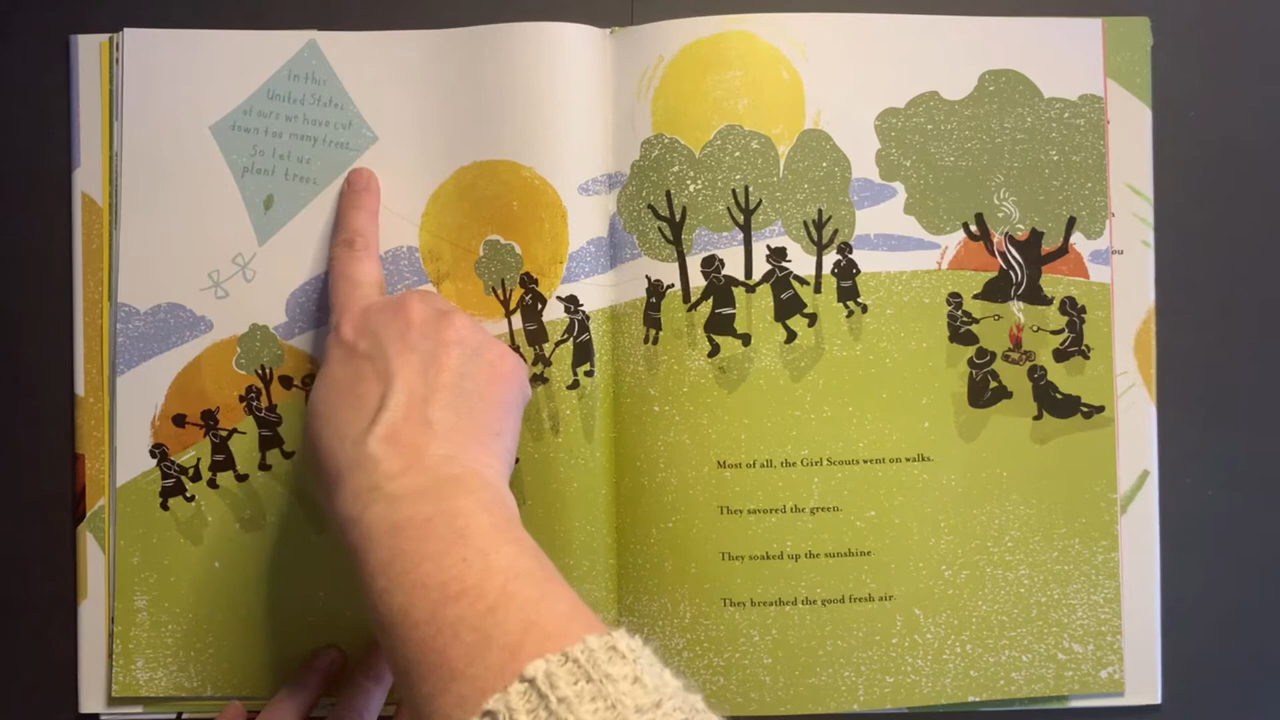 In this
United States
of ours we have cut
down too many trees
So let us
plant trees
Most of all, the Girl Scouts went on walks.
They savored the green.
They soaked up the sunshine.
They breathed the good fresh air.
ou